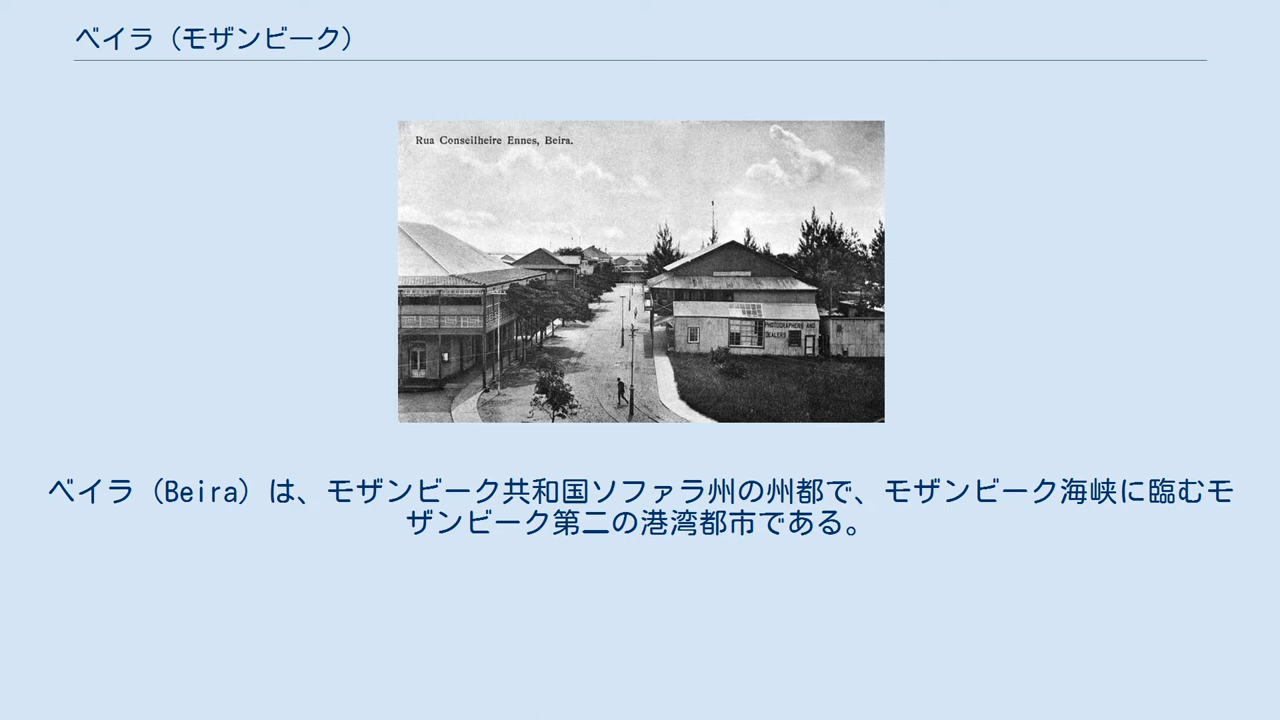 ベイラ（モザンビーク）
Rua Conseilheire Ennes, Beira.
PHOTOGRAPHERS AND
DEALERS
ベイラ（Beira）は、モザンビーク共和国ソファラ州の州都で、モザンビーク海峡に臨むモ
ザンビーク第二の港湾都市である。